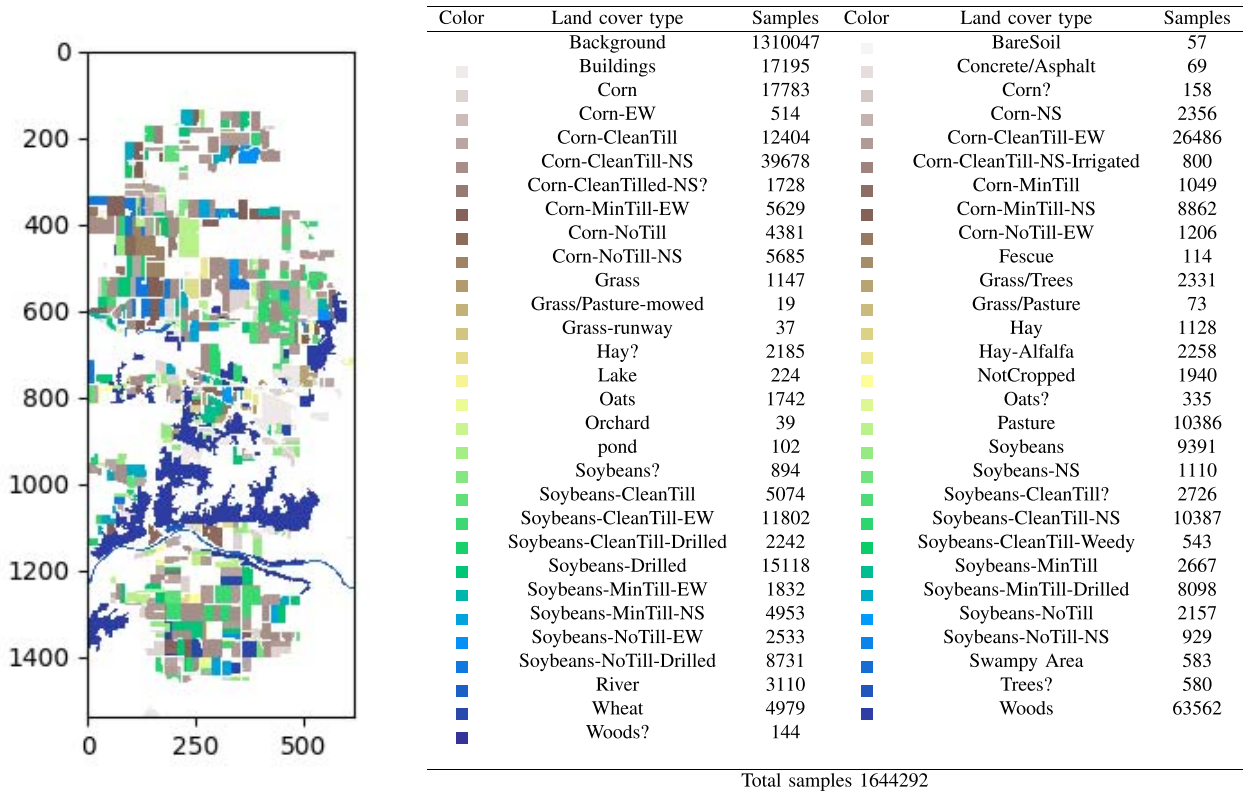 Color Land cover type Samples Color Land cover type Samples
Background 1310047 BareSoil 57
Buildings 17195 Concrete/Asphalt 69
Corn 17783 Corn? 158
Corn-EW 514 Corn-NS 2356
Corn-CleanTill 12404 Corn-CleanTill-EW 26486
Corn-CleanTill-NS 39678 Corn-CleanTill-NS-Irrigated 800
Corn-CleanTilled-NS? 1728 Corn-MinTill 1049
Corn-MinTill-EW 5629 Corn-MinTill-NS 8862
Corn-NoTill 4381 Corn-NoTill-EW 1206
Corn-NoTill-NS 5685 Fescue 114
Grass 1147 Grass/Trees 2331
Grass/Pasture-mowed 19 Grass/Pasture 73
Grass-runway 37 Hay 1128
Hay? 2185 Hay-Alfalfa 2258
Lake 224 NotCropped 1940
Oats 1742 Oats? 335
Orchard 39 Pasture 10386
pond 102 Soybeans 9391
Soybeans? 894 Soybeans-NS 1110
Soybeans-CleanTill 5074 Soybeans-CleanTill? 2726
Soybeans-CleanTill-EW 11802 Soybeans-CleanTill-NS 10387
Soybeans-CleanTill-Drilled 2242 Soybeans-CleanTill-Weedy 543
Soybeans-Drilled 15118 Soybeans-MinTill 2667
Soybeans-MinTill-EW 1832 Soybeans-MinTill-Drilled 8098
Soybeans-MinTill-NS 4953 Soybeans-NoTill 2157
Soybeans-NoTill-EW 2533 Soybeans-NoTill-NS 929
Soybeans-NoTill-Drilled 8731 Swampy Area 583
River 3110 Trees? 580
Wheat 4979 Woods 63562
Woods? 144
Total samples 1644292
0
200
400
600
800
1000
1200
1400
0 250 500